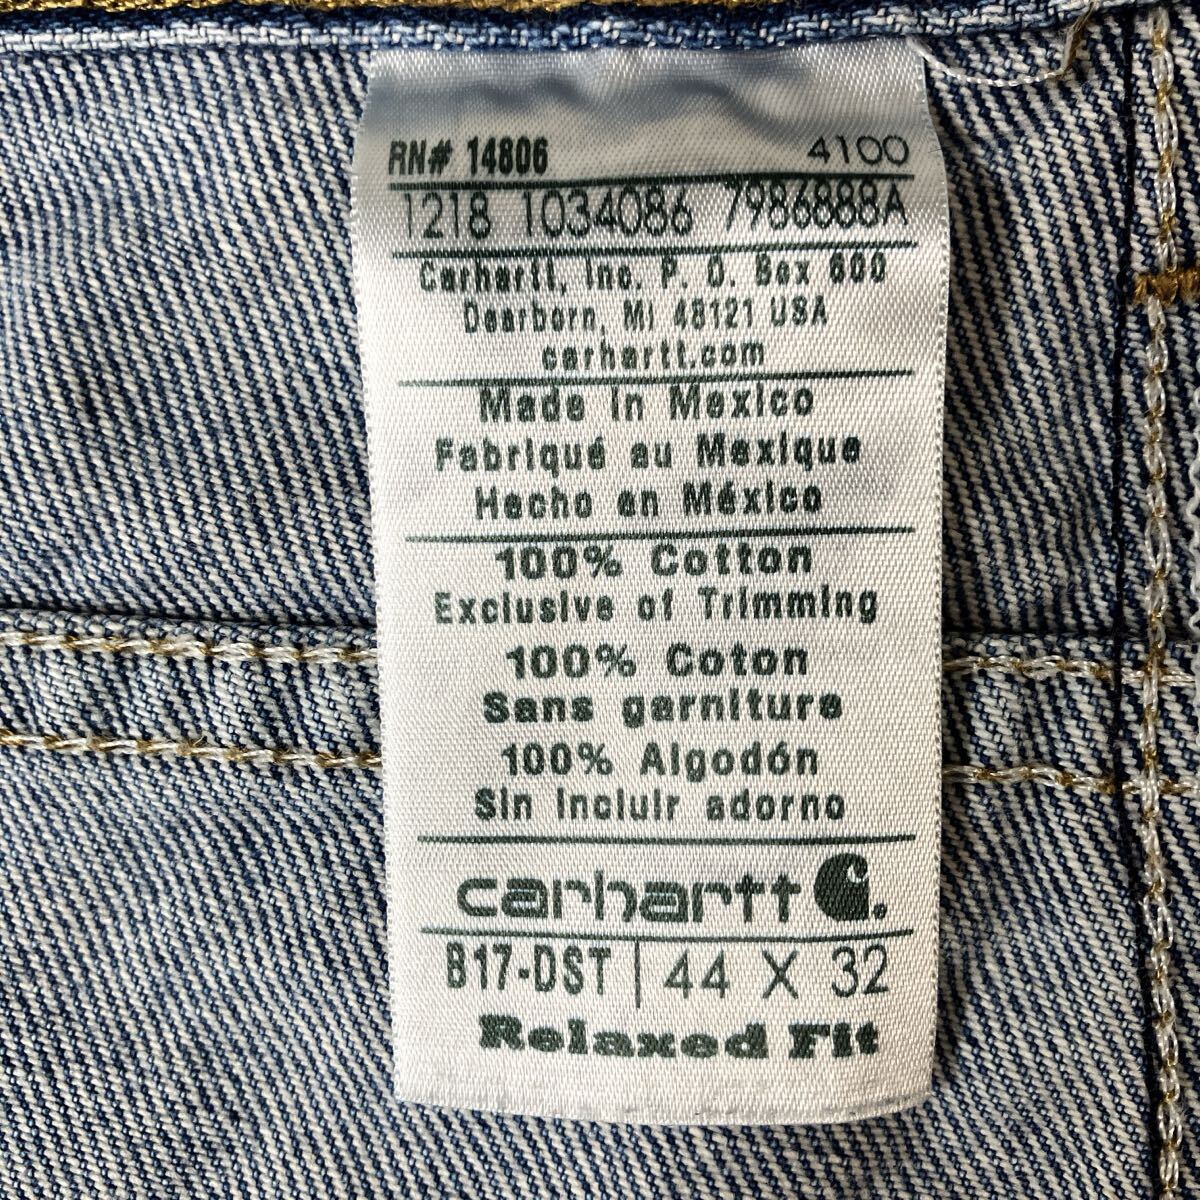 RN# 14806 4100
1218 1034086 7986888A
Carhartt, Inc. P. O. Box 600
Dearborn, MI 48121 USA
carhartt.com
Made in Mexico
Fabriqué au Mexique
Hecho en México
100% Cotton
Exclusive of Trimming
100% Coton
Sans garniture
100% Algodón
Sin incluir adorno
carhartt
B17-DST | 44 X 32
Relaxed Fit